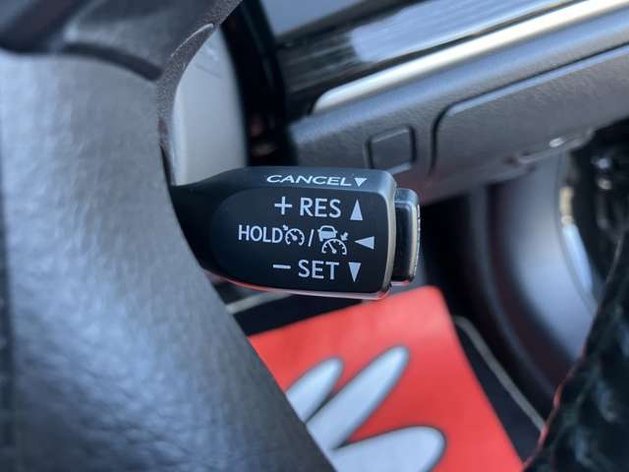 CANCEL▼
+ RES ▲
HOLD / ◀
− SET ▼